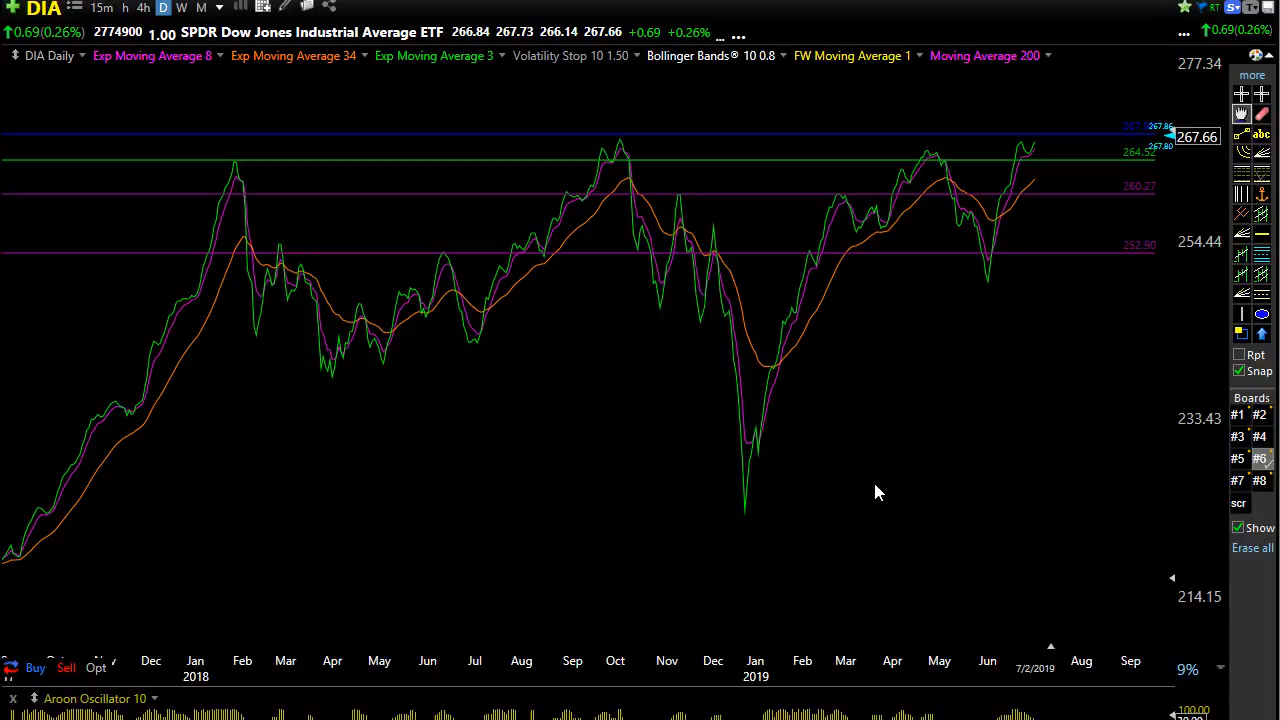 DIA 15m h 4h D W M RT S T
↑0.69(0.26%) 2774900 1.00 SPDR Dow Jones Industrial Average ETF 266.84 267.73 266.14 267.66 +0.69 +0.26% ... ... ... ↑0.69(0.26%)
DIA Daily Exp Moving Average 8 Exp Moving Average 34 Exp Moving Average 3 Volatility Stop 10 1.50 Bollinger Bands® 10 0.8 FW Moving Average 1 Moving Average 200
277.34
more
abc
267.86
267.66
267.80
264.52
260.27
252.90
254.44
Rpt
Snap
Boards
#1 #2
233.43
#3 #4
#5 #6
#7 #8
scr
Show
Erase all
214.15
Dec Jan Feb Mar Apr May Jun Jul Aug Sep Oct Nov Dec Jan Feb Mar Apr May Jun Aug Sep
Buy Sell Opt
7/2/2019
9%
2018 2019
x Aroon Oscillator 10
100.00